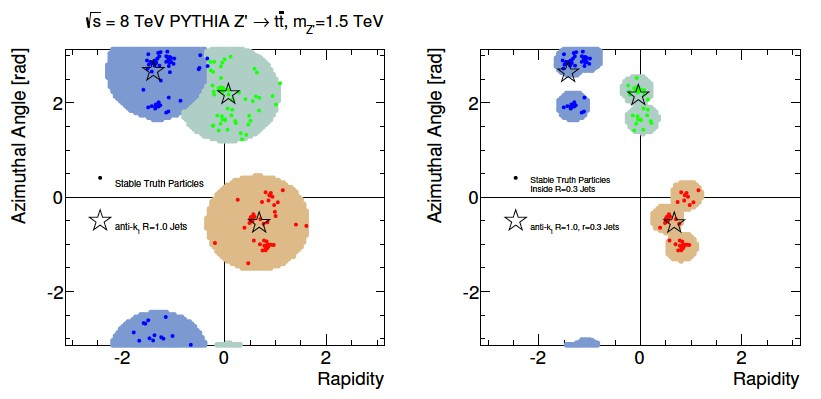 √s = 8 TeV PYTHIA Z' → tt̄, m_Z'=1.5 TeV
Azimuthal Angle [rad]
2
0
-2
Stable Truth Particles
anti-k_t R=1.0 Jets
-2 0 2
Rapidity
Azimuthal Angle [rad]
2
0
-2
Stable Truth Particles
Inside R=0.3 Jets
anti-k_t R=1.0, r=0.3 Jets
-2 0 2
Rapidity